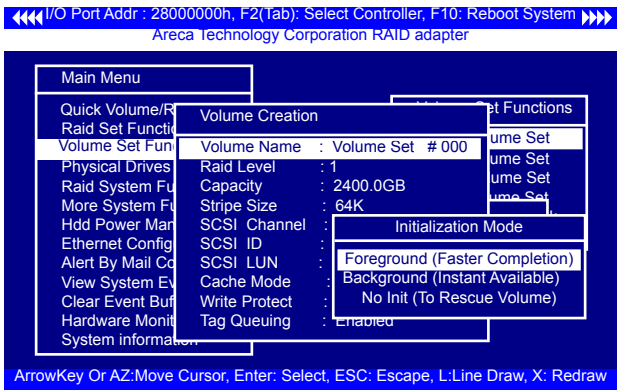 I/O Port Addr : 28000000h, F2(Tab): Select Controller, F10: Reboot System
Areca Technology Corporation RAID adapter
Main Menu
Quick Volume/R
Raid Set Functio
Volume Set Fun
Physical Drives
Raid System Fu
More System Fu
Hdd Power Man
Ethernet Config
Alert By Mail Co
View System Ev
Clear Event Buf
Hardware Monit
System information
Volume Creation
Volume Name : Volume Set # 000
Raid Level : 1
Capacity : 2400.0GB
Stripe Size : 64K
SCSI Channel :
SCSI ID :
SCSI LUN :
Cache Mode :
Write Protect :
Tag Queuing : Enabled
Set Functions
ume Set
ume Set
ume Set
ume Set
Initialization Mode
Foreground (Faster Completion)
Background (Instant Available)
No Init (To Rescue Volume)
ArrowKey Or AZ:Move Cursor, Enter: Select, ESC: Escape, L:Line Draw, X: Redraw